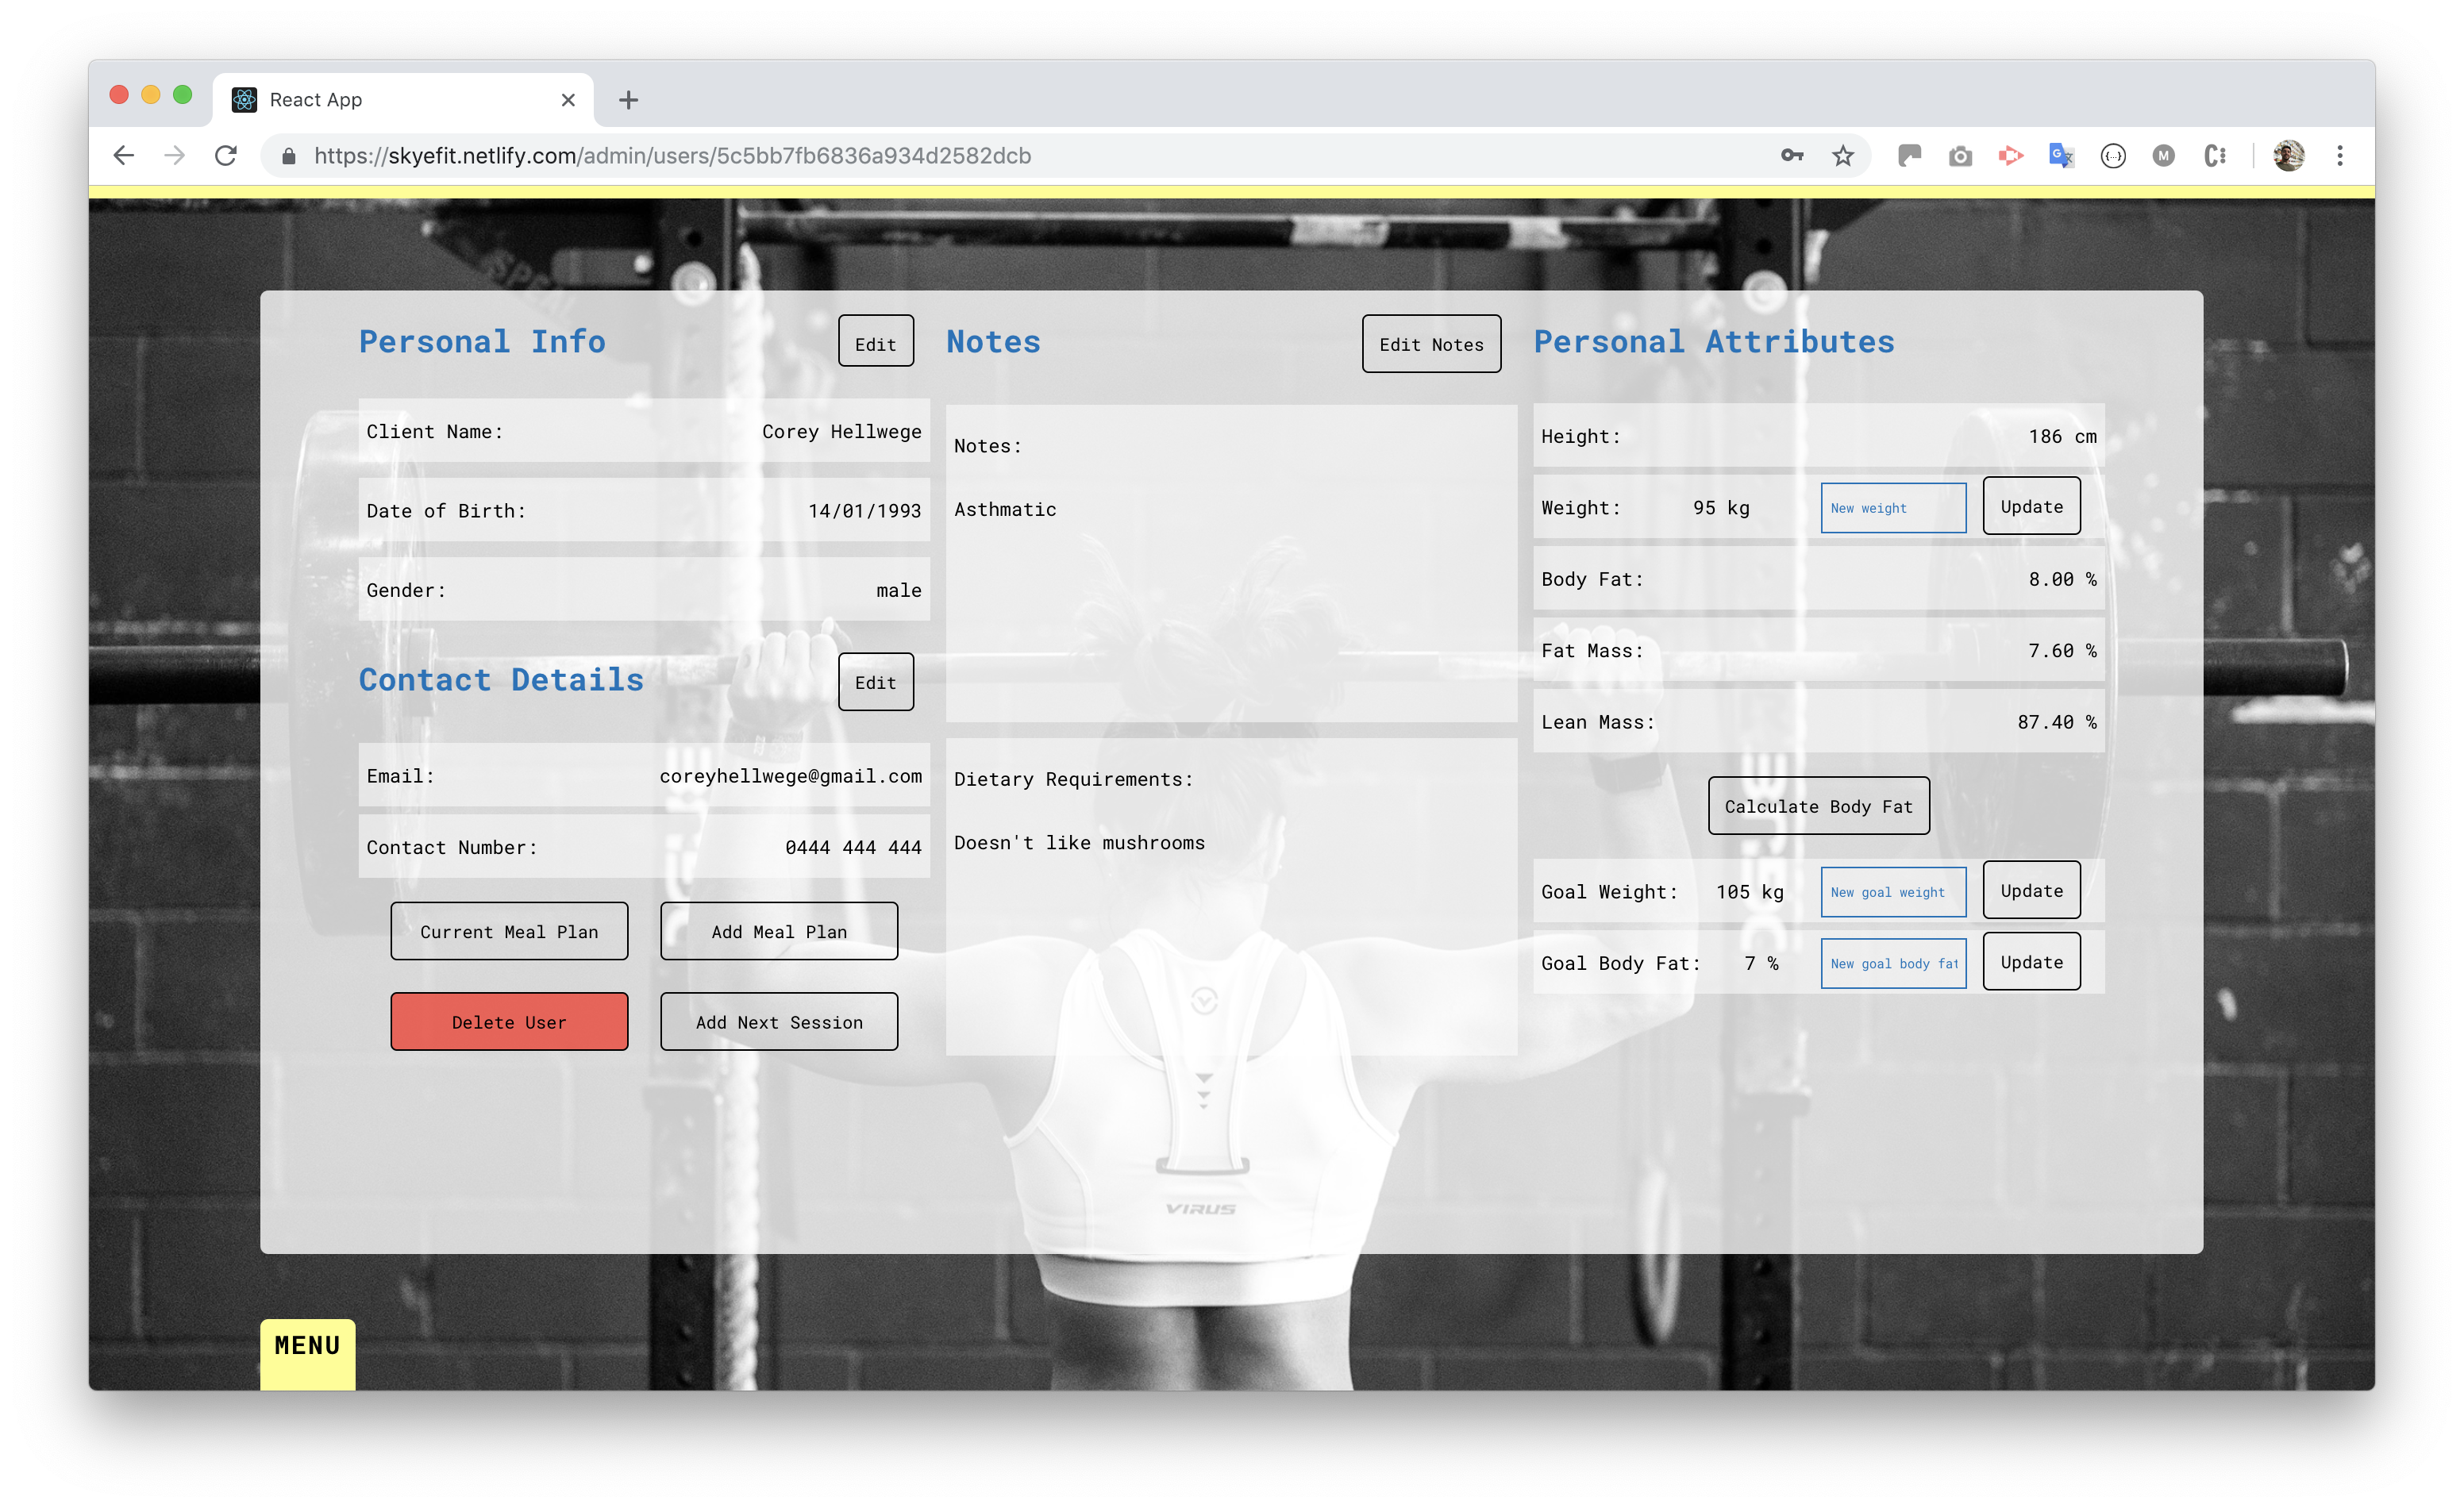 React App
https://skyefit.netlify.com/admin/users/5c5bb7fb6836a934d2582dcb
Personal Info
Edit
Client Name: Corey Hellwege
Date of Birth: 14/01/1993
Gender: male
Contact Details
Edit
Email: coreyhellwege@gmail.com
Contact Number: 0444 444 444
Current Meal Plan
Add Meal Plan
Delete User
Add Next Session
Notes
Edit Notes
Notes:
Asthmatic
Dietary Requirements:
Doesn't like mushrooms
Personal Attributes
Height: 186 cm
Weight: 95 kg New weight Update
Body Fat: 8.00 %
Fat Mass: 7.60 %
Lean Mass: 87.40 %
Calculate Body Fat
Goal Weight: 105 kg New goal weight Update
Goal Body Fat: 7 % New goal body fat Update
VIRUS
MENU